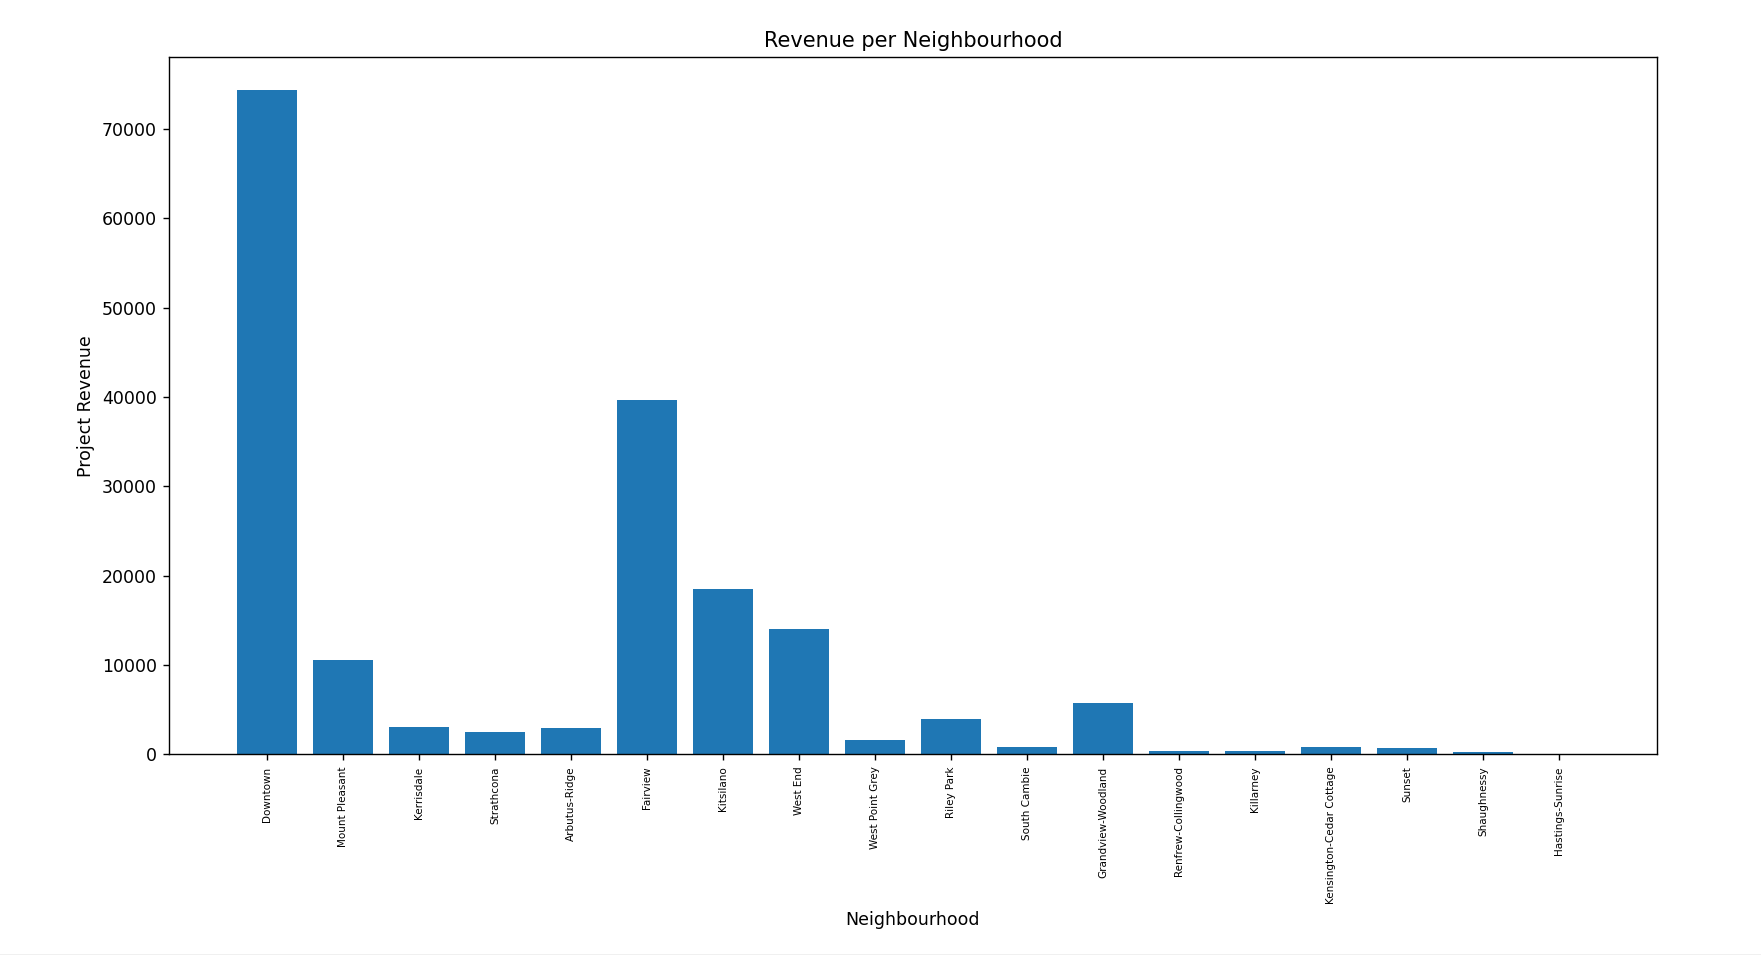 Revenue per Neighbourhood
Project Revenue
70000
60000
50000
40000
30000
20000
10000
0
Downtown
Mount Pleasant
Kerrisdale
Strathcona
Arbutus-Ridge
Fairview
Kitsilano
West End
West Point Grey
Riley Park
South Cambie
Grandview-Woodland
Renfrew-Collingwood
Killarney
Kensington-Cedar Cottage
Sunset
Shaughnessy
Hastings-Sunrise
Neighbourhood